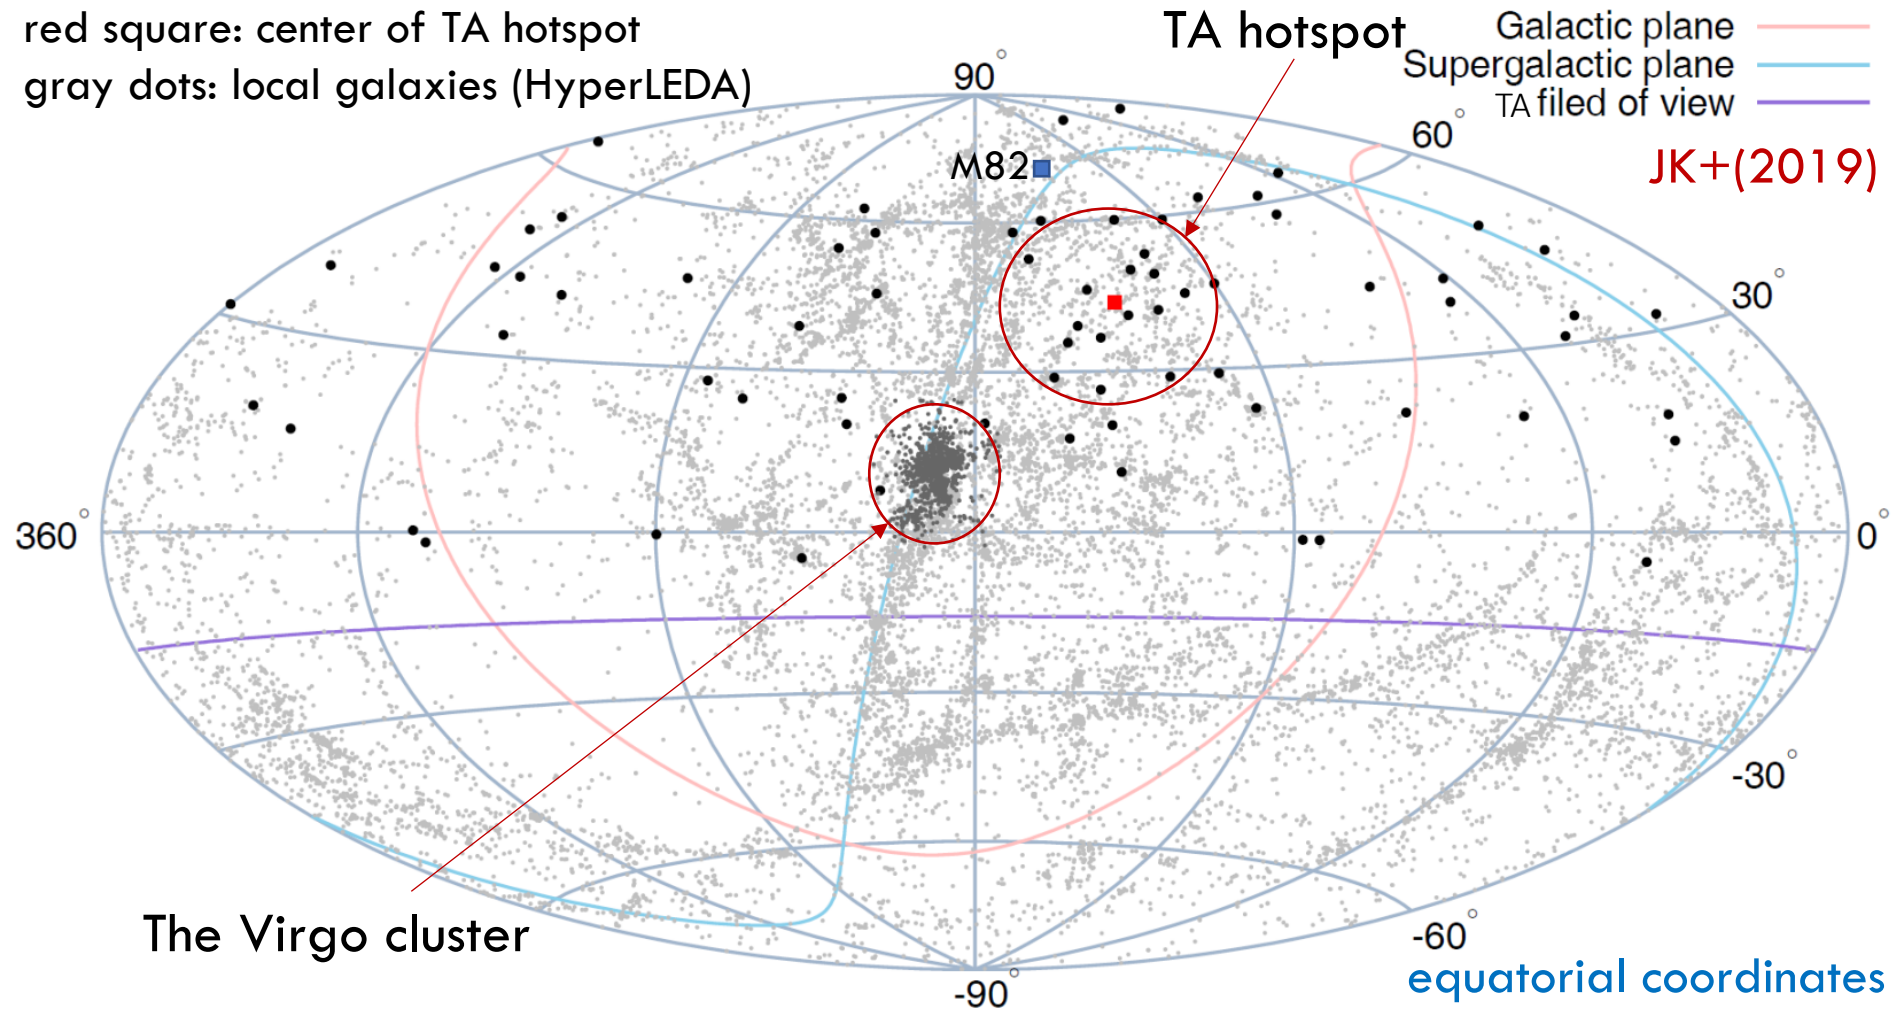 red square: center of TA hotspot
gray dots: local galaxies (HyperLEDA)
TA hotspot
Galactic plane
Supergalactic plane
TA filed of view
JK+(2019)
90°
60°
M82
30°
360°
0°
-30°
The Virgo cluster
-60°
equatorial coordinates
-90°